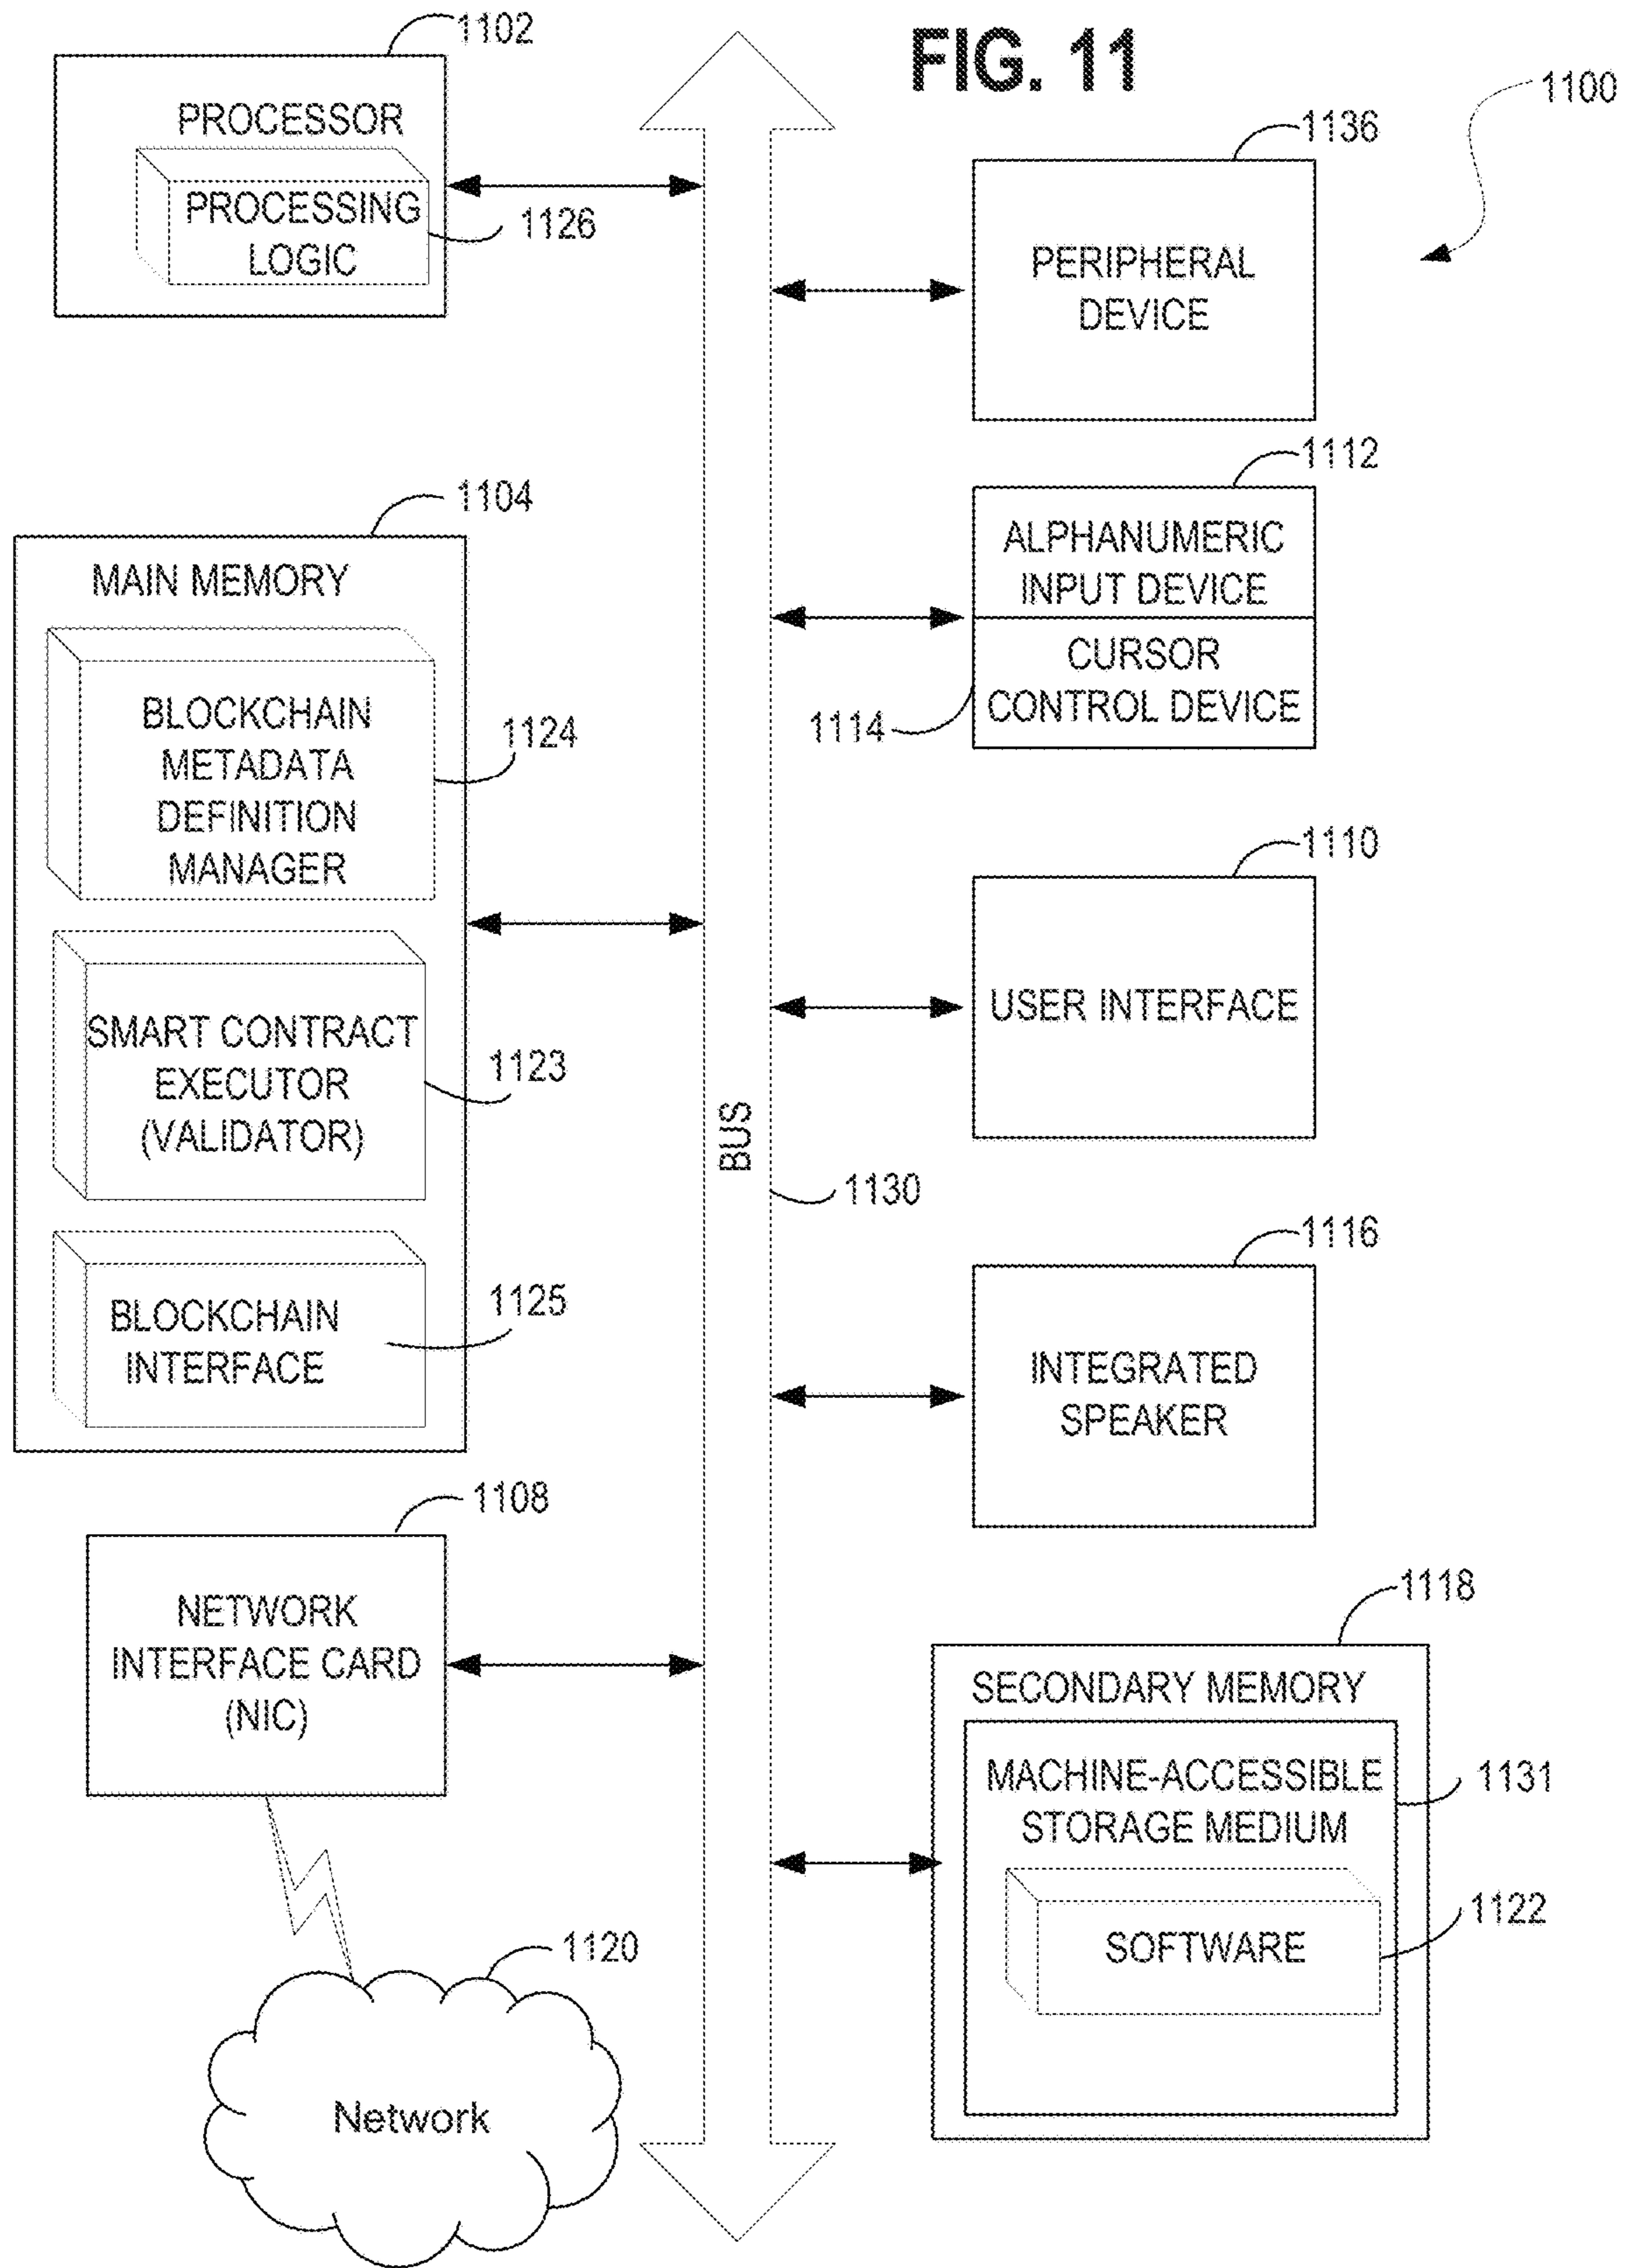 FIG. 11
1100
1102
PROCESSOR
PROCESSING
LOGIC
1126
1104
MAIN MEMORY
BLOCKCHAIN
METADATA
DEFINITION
MANAGER
1124
SMART CONTRACT
EXECUTOR
(VALIDATOR)
1123
BLOCKCHAIN
INTERFACE
1125
1108
NETWORK
INTERFACE CARD
(NIC)
1120
Network
BUS
1130
1136
PERIPHERAL
DEVICE
1112
ALPHANUMERIC
INPUT DEVICE
CURSOR
CONTROL DEVICE
1114
1110
USER INTERFACE
1116
INTEGRATED
SPEAKER
1118
SECONDARY MEMORY
MACHINE-ACCESSIBLE
STORAGE MEDIUM
1131
SOFTWARE
1122